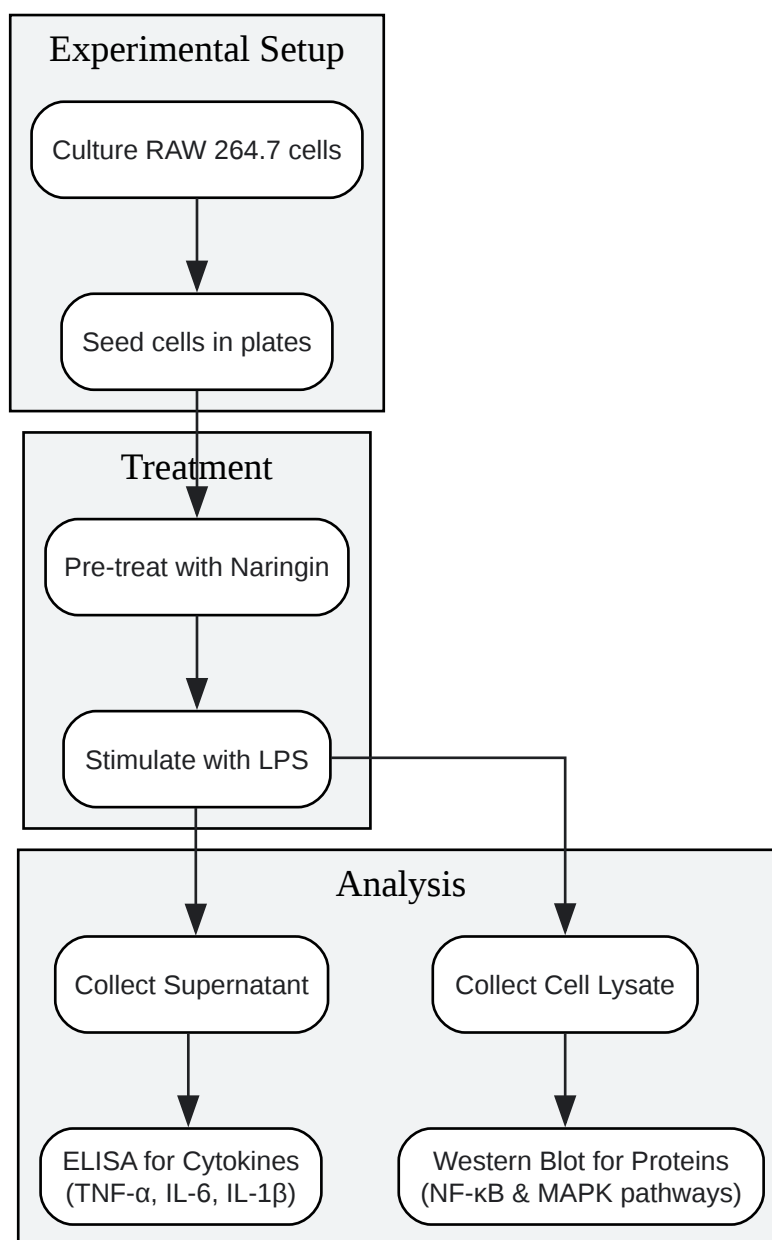 Experimental Setup
Culture RAW 264.7 cells
Seed cells in plates
Treatment
Pre-treat with Naringin
Stimulate with LPS
Analysis
Collect Supernatant
Collect Cell Lysate
ELISA for Cytokines
(TNF-α, IL-6, IL-1β)
Western Blot for Proteins
(NF-κB & MAPK pathways)